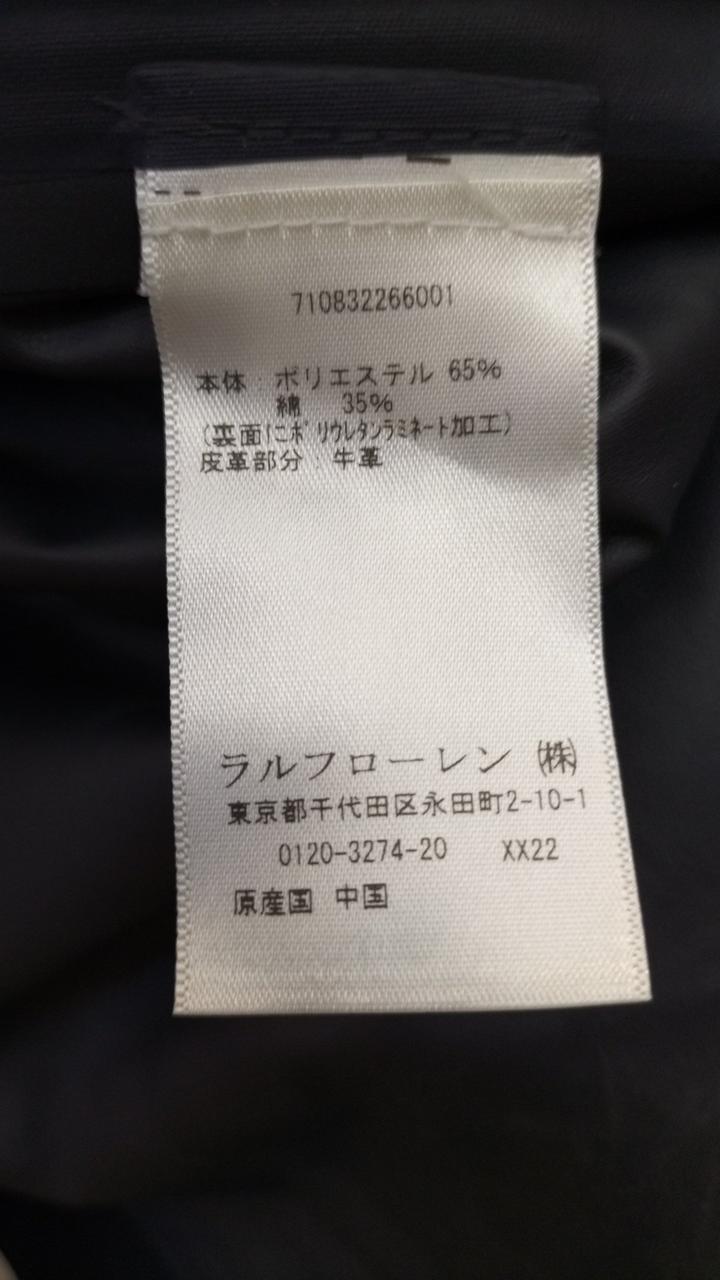 710832266001
本体：ポリエステル 65%
綿 35%
(裏面にポリウレタンラミネート加工)
皮革部分：牛革
ラルフローレン ㈱
東京都千代田区永田町2-10-1
0120-3274-20 XX22
原産国 中国